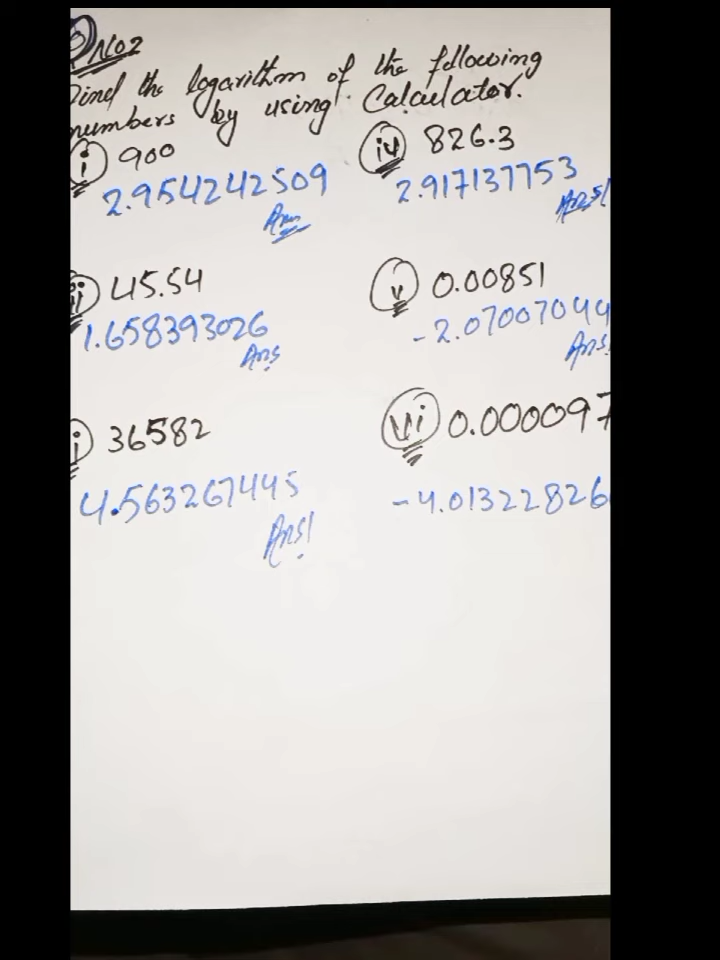 Q No2
Find the logarithm of the following
numbers by using Calculator.
i 900
2.954242509
Ans
ii 45.54
1.658393026
Ans
i 36582
4.563267445
Ans
iv 826.3
2.917137753
Ans
v 0.00851
-2.07007044
Ans
vi 0.000097
-4.01322826